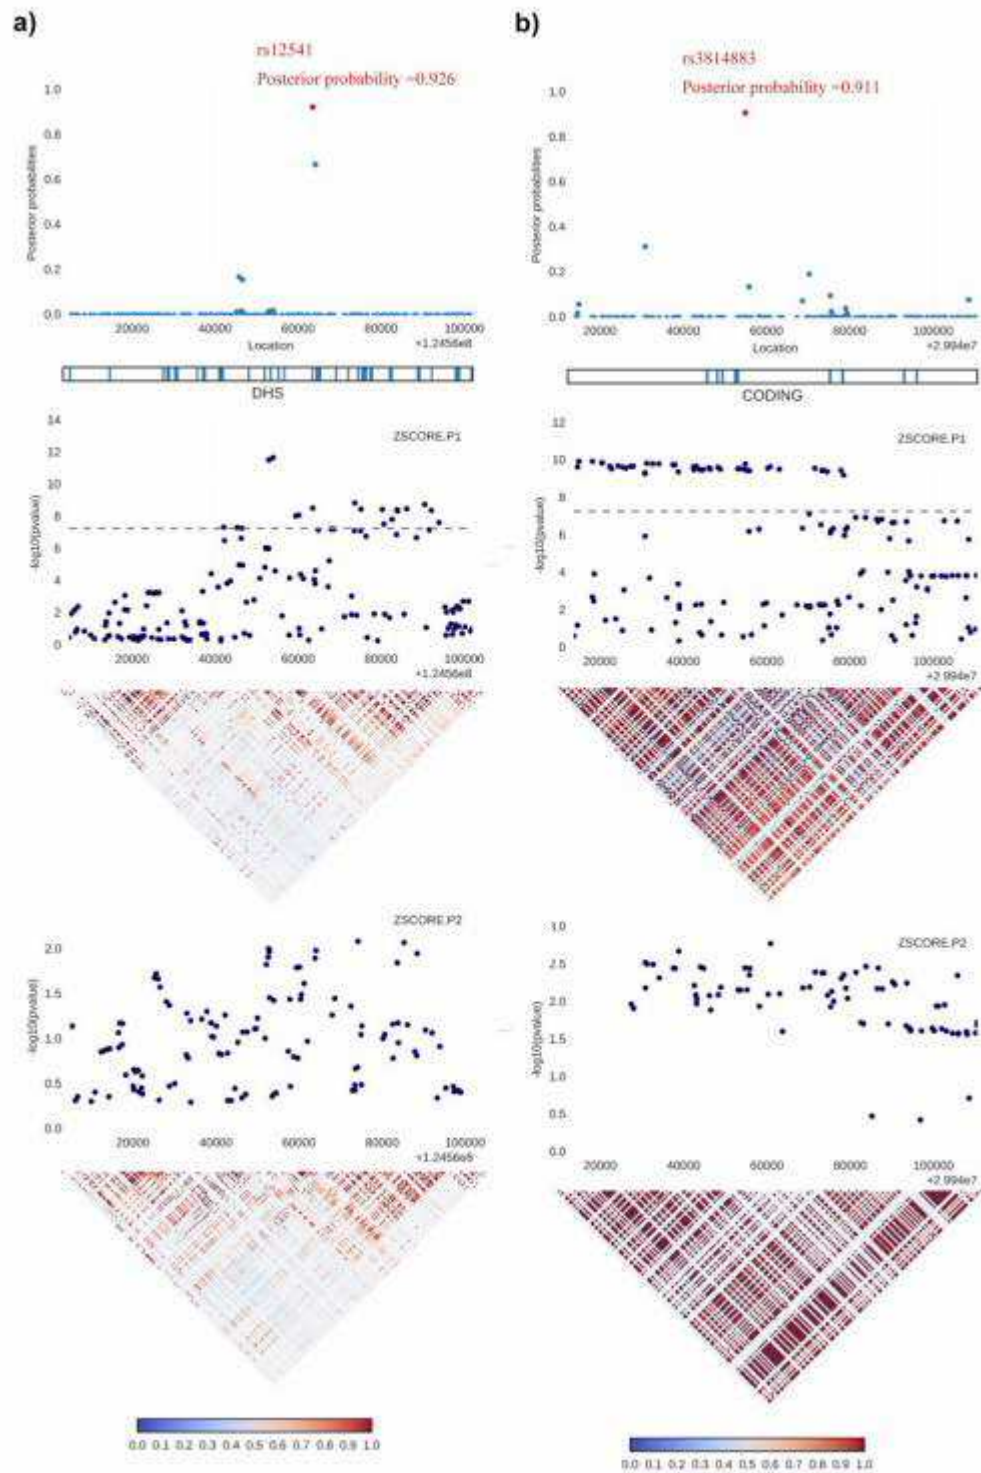 a)
rs12541
Posterior probability =0.926
Posterior probabilities
1.0
0.8
0.6
0.4
0.2
0.0
20000 40000 60000 80000 100000
Location
+1.2456e8
DHS
ZSCORE.P1
-log10(pvalue)
14
12
10
8
6
4
2
0
20000 40000 60000 80000 100000
+1.2456e8
ZSCORE.P2
-log10(pvalue)
2.0
1.5
1.0
0.5
0.0
20000 40000 60000 80000 100000
+1.2456e8
0.0 0.1 0.2 0.3 0.4 0.5 0.6 0.7 0.8 0.9 1.0
b)
rs3814883
Posterior probability =0.911
Posterior probabilities
1.0
0.8
0.6
0.4
0.2
0.0
20000 40000 60000 80000 100000
Location
+2.994e7
CODING
ZSCORE.P1
-log10(pvalue)
12
10
8
6
4
2
0
20000 40000 60000 80000 100000
+2.994e7
ZSCORE.P2
-log10(pvalue)
3.0
2.5
2.0
1.5
1.0
0.5
0.0
20000 40000 60000 80000 100000
+2.994e7
0.0 0.1 0.2 0.3 0.4 0.5 0.6 0.7 0.8 0.9 1.0